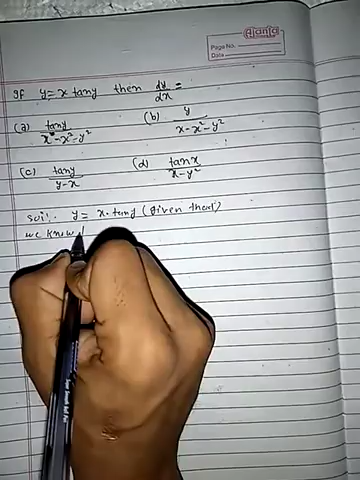 Ajanta
Page No.
Date
If y = x tany then dy/dx =
(a) tany/x-x²-y² (b) y/x-x²-y²
(c) tany/y-x (d) tanx/x-y²
y = x.tany (given that)
we know